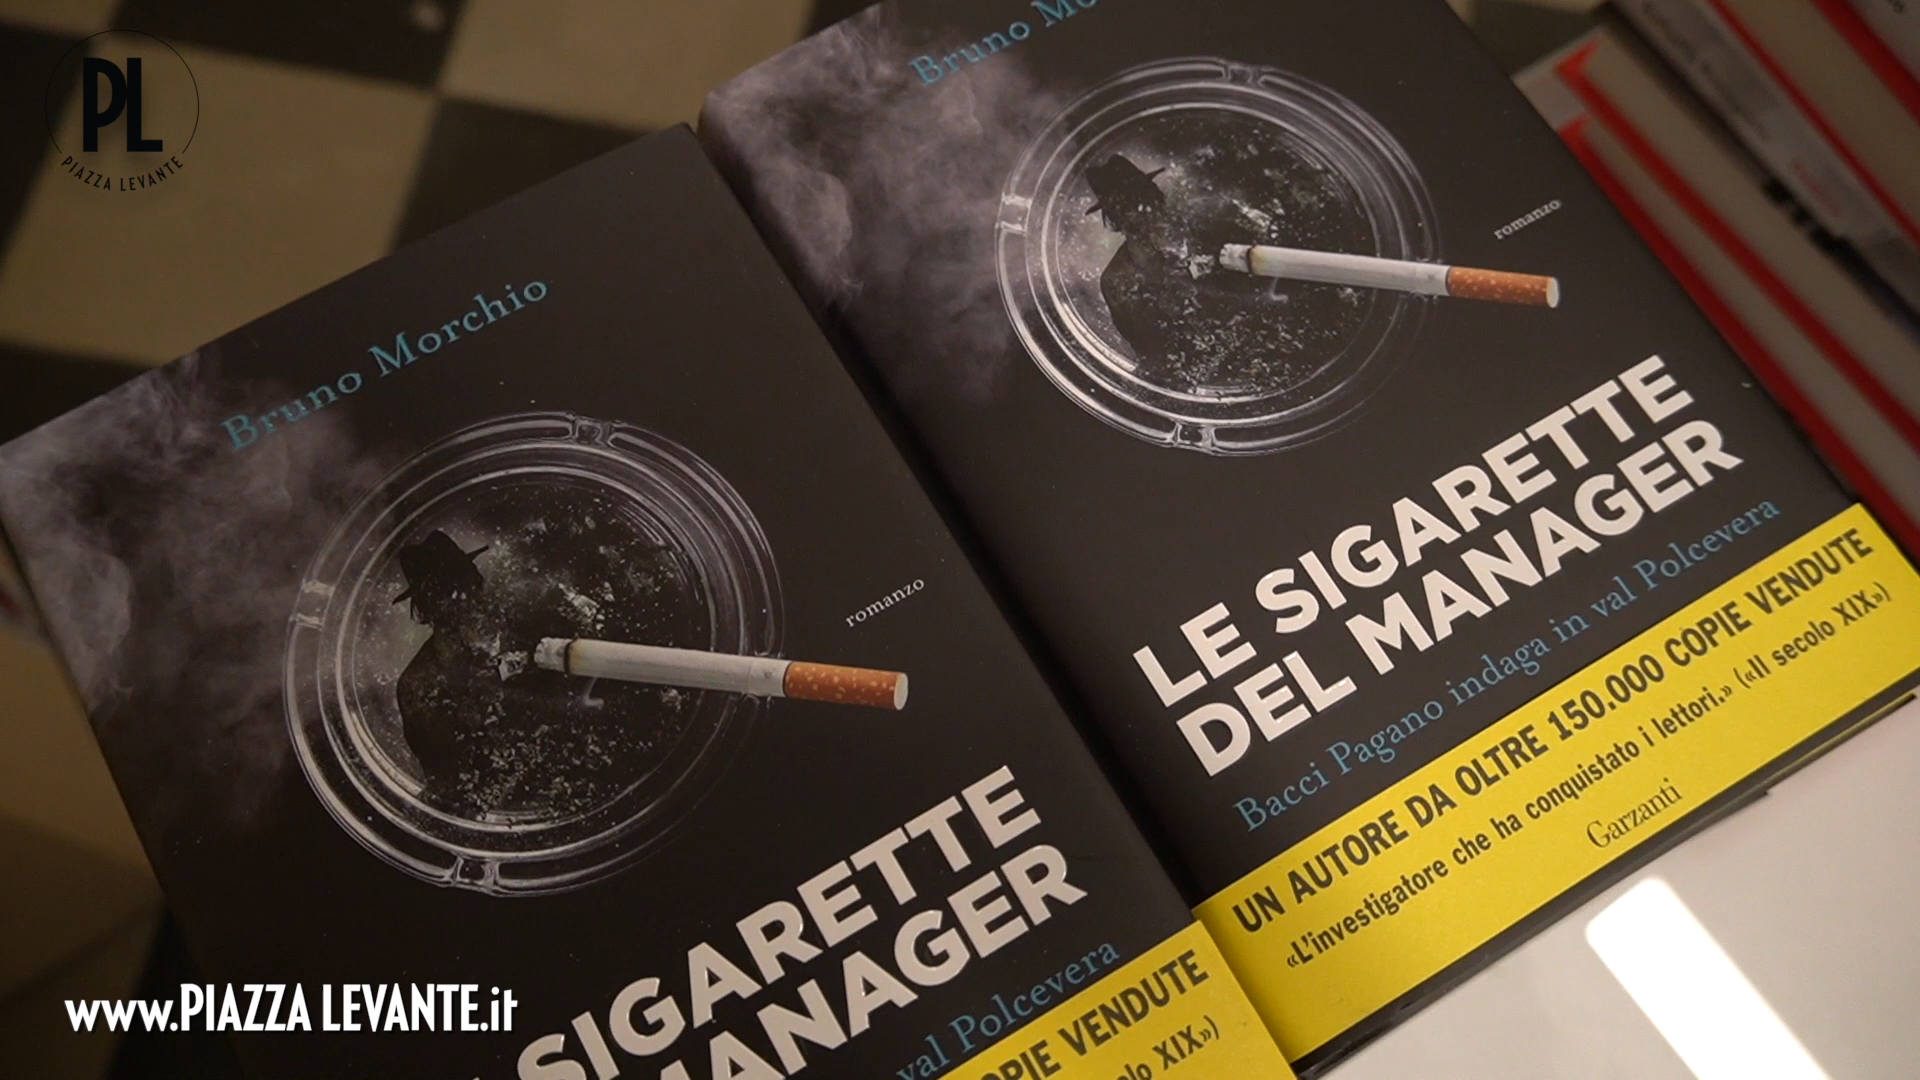 PL
PIAZZA LEVANTE
Bruno Morchio
romanzo
SIGARETTE
MANAGER
val Polcevera
COPIE VENDUTE
XIX»)
Bruno
romanzo
LE SIGARETTE
DEL MANAGER
Bacci Pagano indaga in val Polcevera
UN AUTORE DA OLTRE 150.000 COPIE VENDUTE
«L'investigatore che ha conquistato i lettori.» («Il secolo XIX»)
Garzanti
www.PIAZZA LEVANTE.it